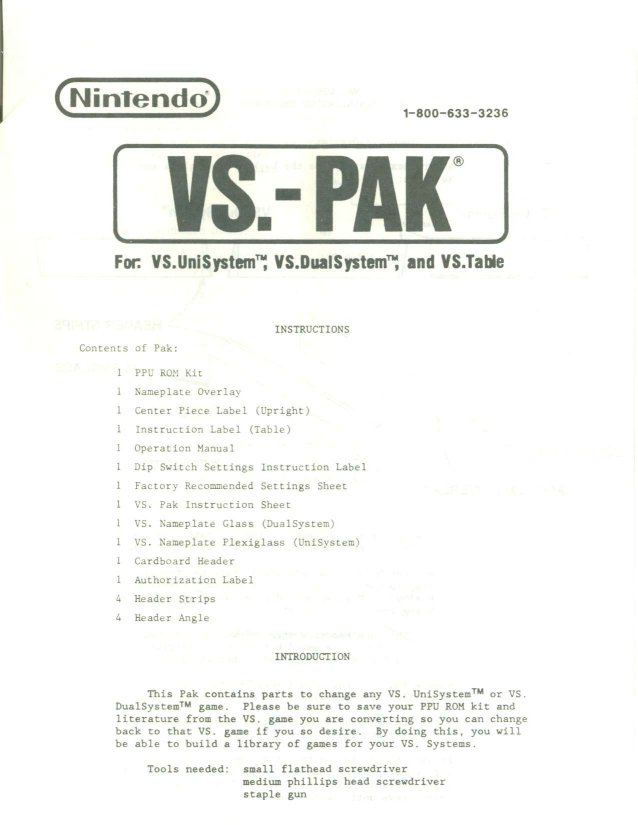 Nintendo®
1-800-633-3236
VS.-PAK®
For: VS.UniSystem™, VS.DualSystem™, and VS.Table
INSTRUCTIONS
Contents of Pak:
1 PPU ROM Kit
1 Nameplate Overlay
1 Center Piece Label (Upright)
1 Instruction Label (Table)
1 Operation Manual
1 Dip Switch Settings Instruction Label
1 Factory Recommended Settings Sheet
1 VS. Pak Instruction Sheet
1 VS. Nameplate Glass (DualSystem)
1 VS. Nameplate Plexiglass (UniSystem)
1 Cardboard Header
1 Authorization Label
4 Header Strips
4 Header Angle
INTRODUCTION
This Pak contains parts to change any VS. UniSystem™ or VS.
DualSystem™ game. Please be sure to save your PPU ROM kit and
literature from the VS. game you are converting so you can change
back to that VS. game if you so desire. By doing this, you will
be able to build a library of games for your VS. Systems.
Tools needed: small flathead screwdriver
medium phillips head screwdriver
staple gun